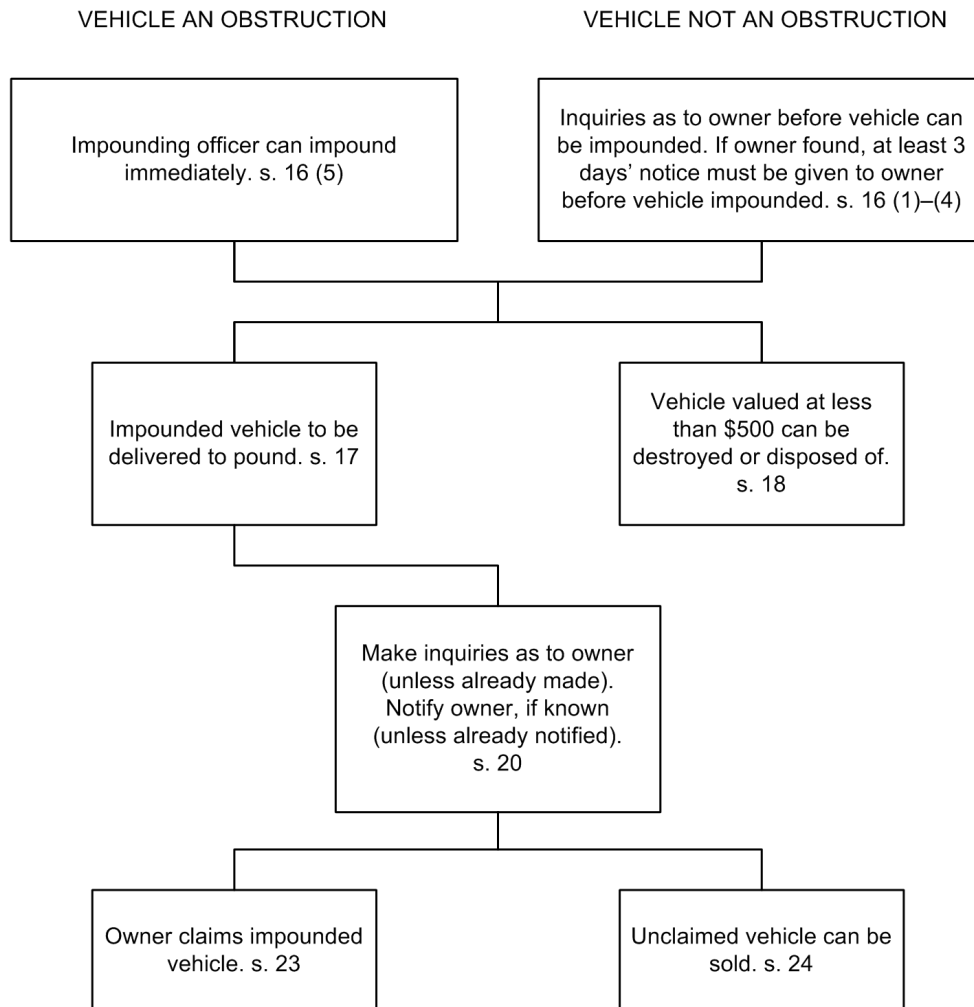 VEHICLE AN OBSTRUCTION
VEHICLE NOT AN OBSTRUCTION
Impounding officer can impound
immediately. s. 16 (5)
Inquiries as to owner before vehicle can
be impounded. If owner found, at least 3
days’ notice must be given to owner
before vehicle impounded. s. 16 (1)–(4)
Impounded vehicle to be
delivered to pound. s. 17
Vehicle valued at less
than $500 can be
destroyed or disposed of.
s. 18
Make inquiries as to owner
(unless already made).
Notify owner, if known
(unless already notified).
s. 20
Owner claims impounded
vehicle. s. 23
Unclaimed vehicle can be
sold. s. 24